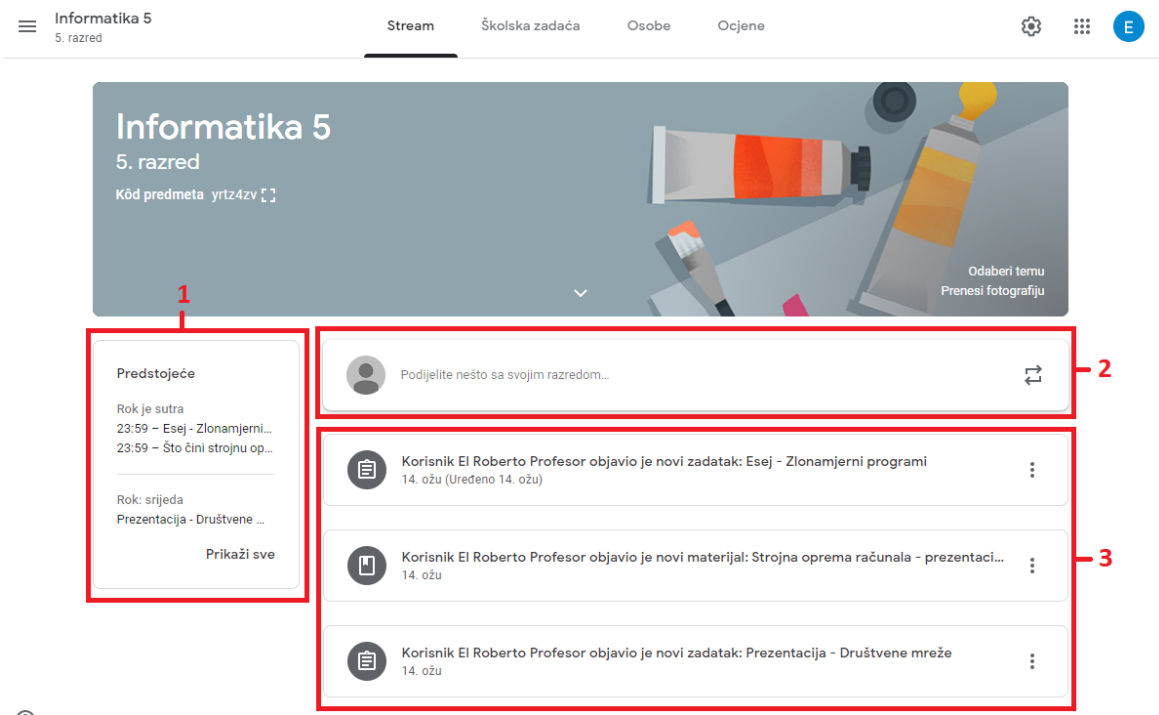 Informatika 5
5. razred
Stream
Školska zadaća
Osobe
Ocjene
E
Informatika 5
5. razred
Kôd predmeta yrtz4zv
Odaberi temu
Prenesi fotografiju
1
Predstojeće
Rok je sutra
23:59 – Esej - Zlonamjerni...
23:59 – Što čini strojnu op...
Rok: srijeda
Prezentacija - Društvene ...
Prikaži sve
Podijelite nešto sa svojim razredom...
2
Korisnik El Roberto Profesor objavio je novi zadatak: Esej - Zlonamjerni programi
14. ožu (Uređeno 14. ožu)
Korisnik El Roberto Profesor objavio je novi materijal: Strojna oprema računala - prezentaci...
14. ožu
3
Korisnik El Roberto Profesor objavio je novi zadatak: Prezentacija - Društvene mreže
14. ožu